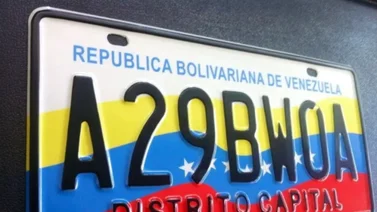 REPUBLICA BOLIVARIANA DE VENEZUELA
A29BW0A
DISTRITO CAPITAL